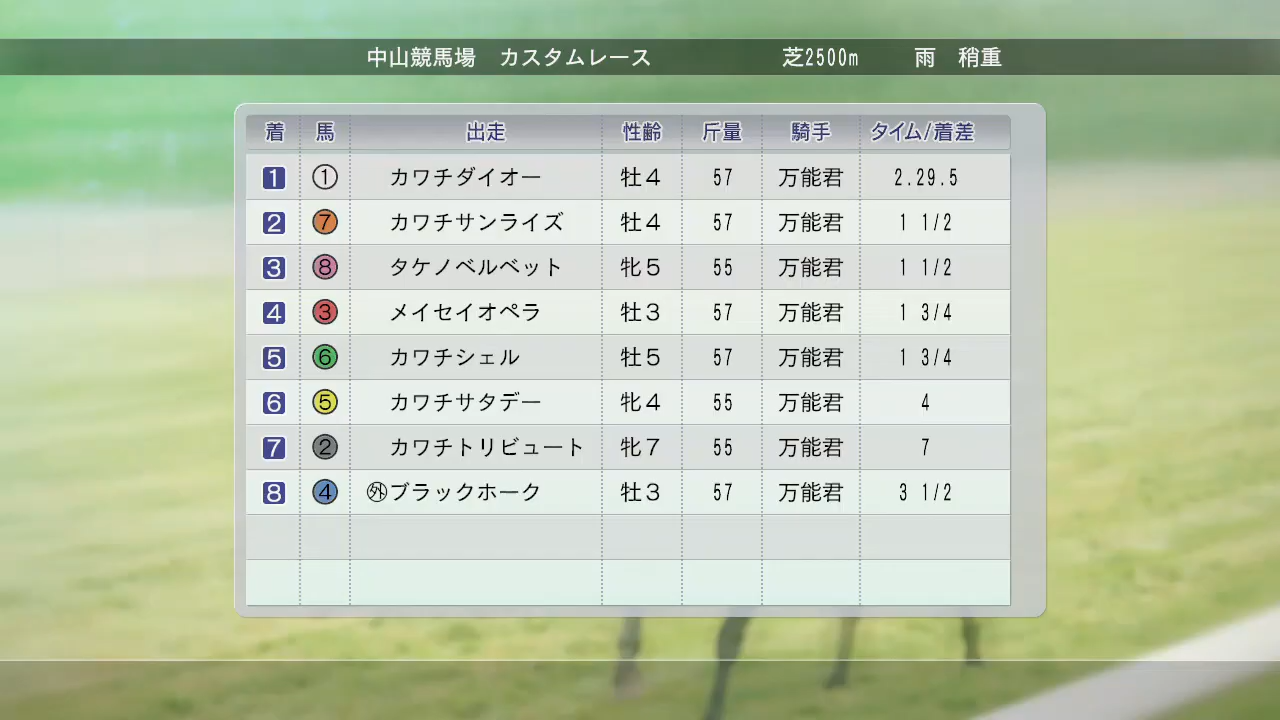 中山競馬場　カスタムレース　芝2500m　雨　稍重
着 馬 出走 性齢 斤量 騎手 タイム/着差
1 ① カワチダイオー 牡4 57 万能君 2.29.5
2 ⑦ カワチサンライズ 牡4 57 万能君 1 1/2
3 ⑧ タケノベルベット 牝5 55 万能君 1 1/2
4 ③ メイセイオペラ 牡3 57 万能君 1 3/4
5 ⑥ カワチシェル 牡5 57 万能君 1 3/4
6 ⑤ カワチサタデー 牝4 55 万能君 4
7 ② カワチトリビュート 牝7 55 万能君 7
8 ④ ㊕ブラックホーク 牡3 57 万能君 3 1/2